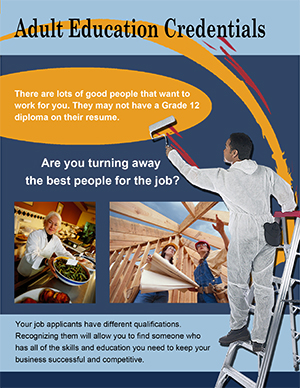 Adult Education Credentials
There are lots of good people that want to
work for you. They may not have a Grade 12
diploma on their resume.
Are you turning away
the best people for the job?
Your job applicants have different qualifications.
Recognizing them will allow you to find someone who
has all of the skills and education you need to keep your
business successful and competitive.